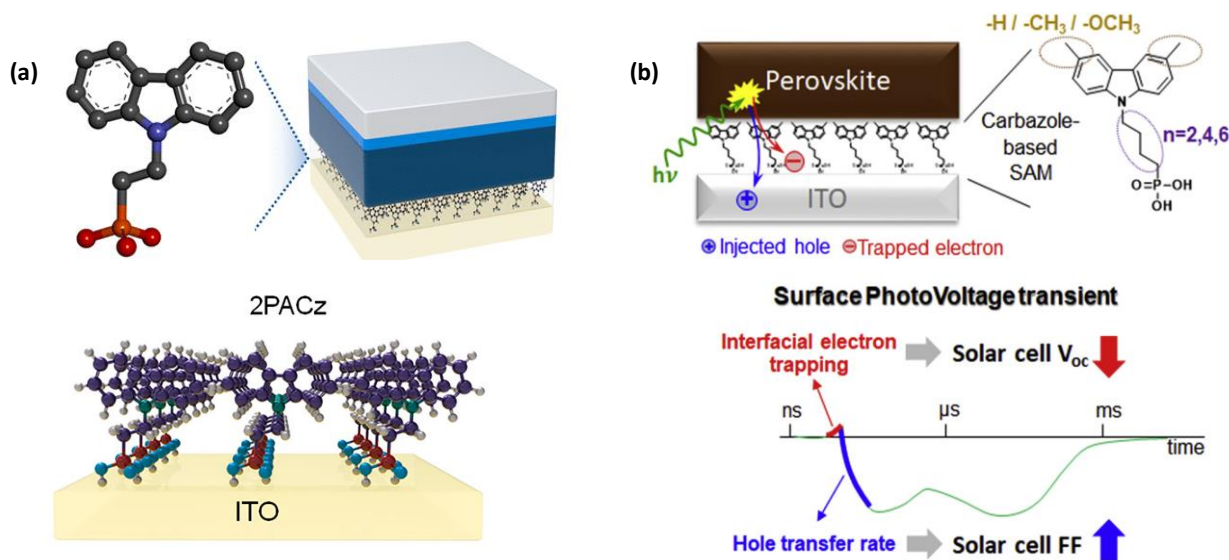 (a)
2PACz
ITO
(b)
-H / -CH₃ / -OCH₃
Perovskite
Carbazole-
based
SAM
N
n=2,4,6
O=P-OH
OH
hν
ITO
⊕ Injected hole ⊖ Trapped electron
Surface PhotoVoltage transient
Interfacial electron
trapping
Solar cell Voc
ns
µs
ms
time
Hole transfer rate
Solar cell FF